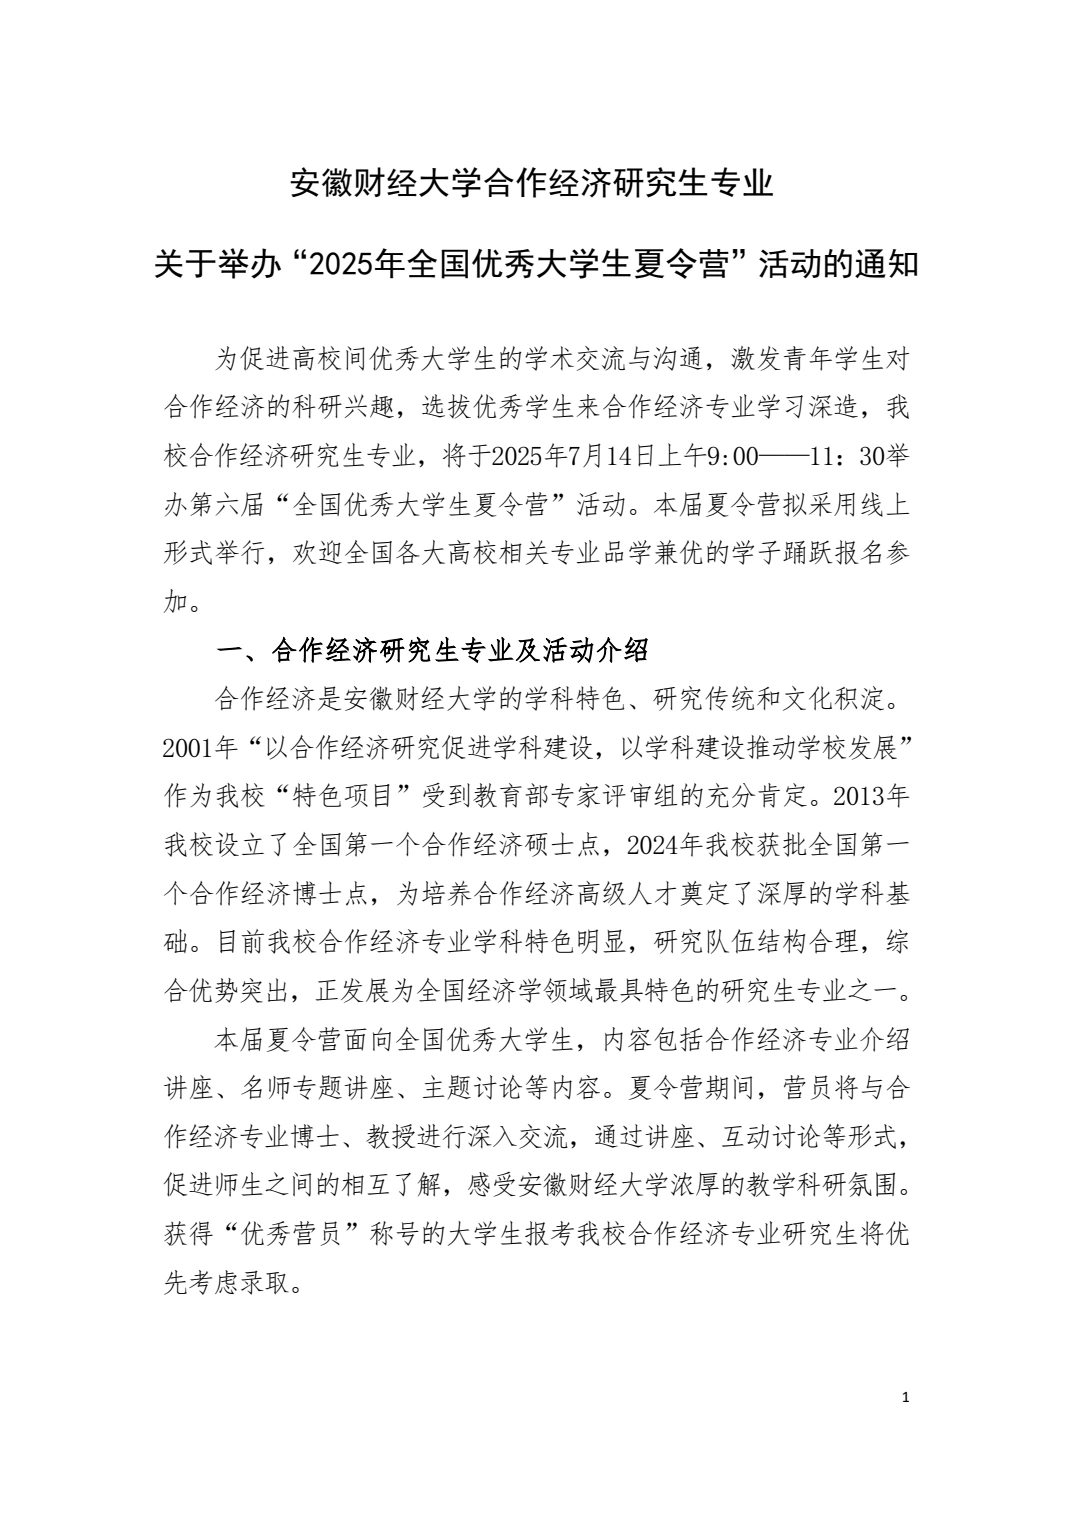 安徽财经大学合作经济研究生专业
关于举办“2025年全国优秀大学生夏令营”活动的通知
为促进高校间优秀大学生的学术交流与沟通，激发青年学生对
合作经济的科研兴趣，选拔优秀学生来合作经济专业学习深造，我
校合作经济研究生专业，将于2025年7月14日上午9:00——11：30举
办第六届“全国优秀大学生夏令营”活动。本届夏令营拟采用线上
形式举行，欢迎全国各大高校相关专业品学兼优的学子踊跃报名参
加。
一、合作经济研究生专业及活动介绍
合作经济是安徽财经大学的学科特色、研究传统和文化积淀。
2001年“以合作经济研究促进学科建设，以学科建设推动学校发展”
作为我校“特色项目”受到教育部专家评审组的充分肯定。2013年
我校设立了全国第一个合作经济硕士点，2024年我校获批全国第一
个合作经济博士点，为培养合作经济高级人才奠定了深厚的学科基
础。目前我校合作经济专业学科特色明显，研究队伍结构合理，综
合优势突出，正发展为全国经济学领域最具特色的研究生专业之一。
本届夏令营面向全国优秀大学生，内容包括合作经济专业介绍
讲座、名师专题讲座、主题讨论等内容。夏令营期间，营员将与合
作经济专业博士、教授进行深入交流，通过讲座、互动讨论等形式，
促进师生之间的相互了解，感受安徽财经大学浓厚的教学科研氛围。
获得“优秀营员”称号的大学生报考我校合作经济专业研究生将优
先考虑录取。
1